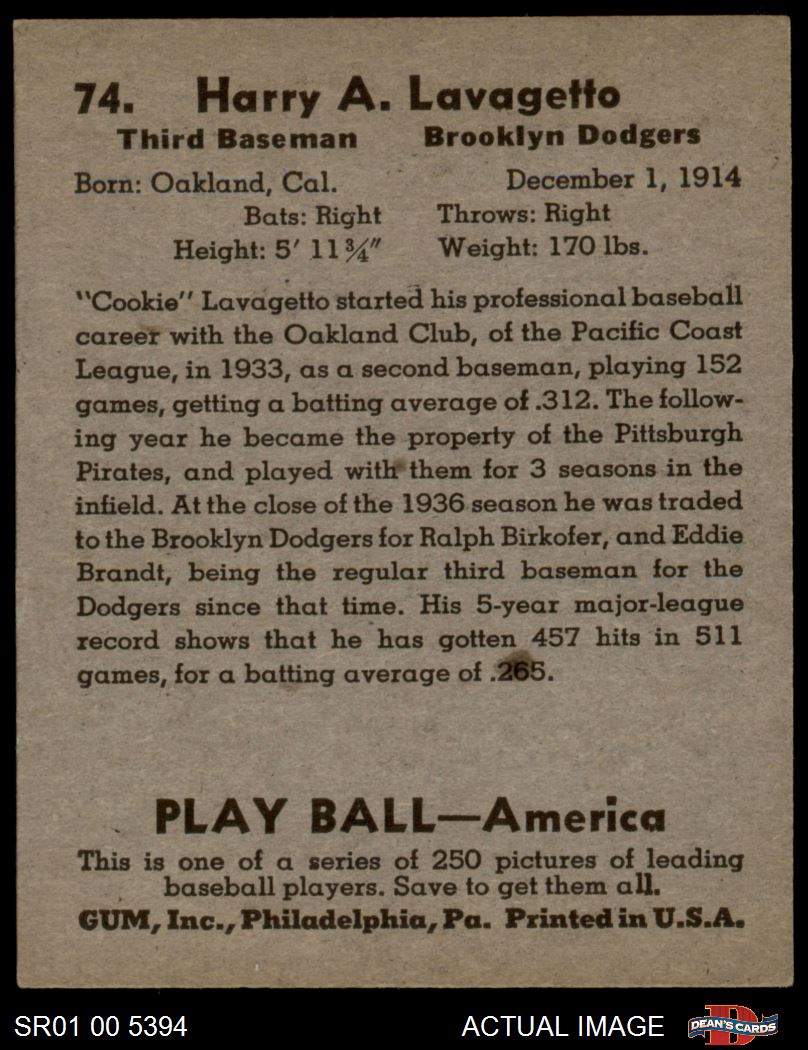 74. Harry A. Lavagetto
Third Baseman Brooklyn Dodgers
Born: Oakland, Cal. December 1, 1914
Bats: Right Throws: Right
Height: 5' 11¾" Weight: 170 lbs.
"Cookie" Lavagetto started his professional baseball
career with the Oakland Club, of the Pacific Coast
League, in 1933, as a second baseman, playing 152
games, getting a batting average of .312. The follow-
ing year he became the property of the Pittsburgh
Pirates, and played with them for 3 seasons in the
infield. At the close of the 1936 season he was traded
to the Brooklyn Dodgers for Ralph Birkofer, and Eddie
Brandt, being the regular third baseman for the
Dodgers since that time. His 5-year major-league
record shows that he has gotten 457 hits in 511
games, for a batting average of .265.
PLAY BALL—America
This is one of a series of 250 pictures of leading
baseball players. Save to get them all.
GUM, Inc., Philadelphia, Pa. Printed in U.S.A.
SR01 00 5394 ACTUAL IMAGE D DEAN'S CARDS